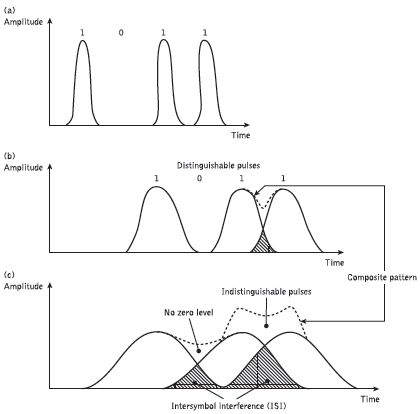 (a)
Amplitude
1 0 1 1
Time
(b)
Amplitude
Distinguishable pulses
1 0 1 1
Time
Composite pattern
(c)
Amplitude
Indistinguishable pulses
No zero level
Time
Intersymbol interference (ISI)